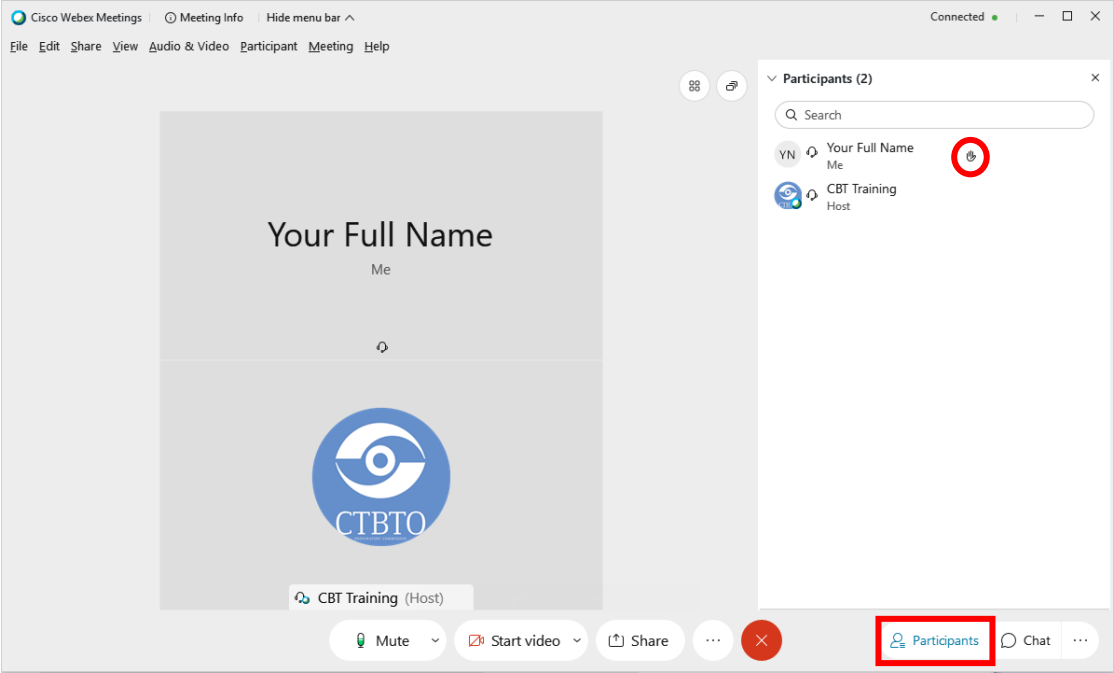 Cisco Webex Meetings Meeting Info Hide menu bar Connected
File Edit Share View Audio & Video Participant Meeting Help
Participants (2)
Search
YN Your Full Name
Me
CBT Training
Host
Your Full Name
Me
CTBTO
CBT Training (Host)
Mute Start video Share ... Participants Chat ...